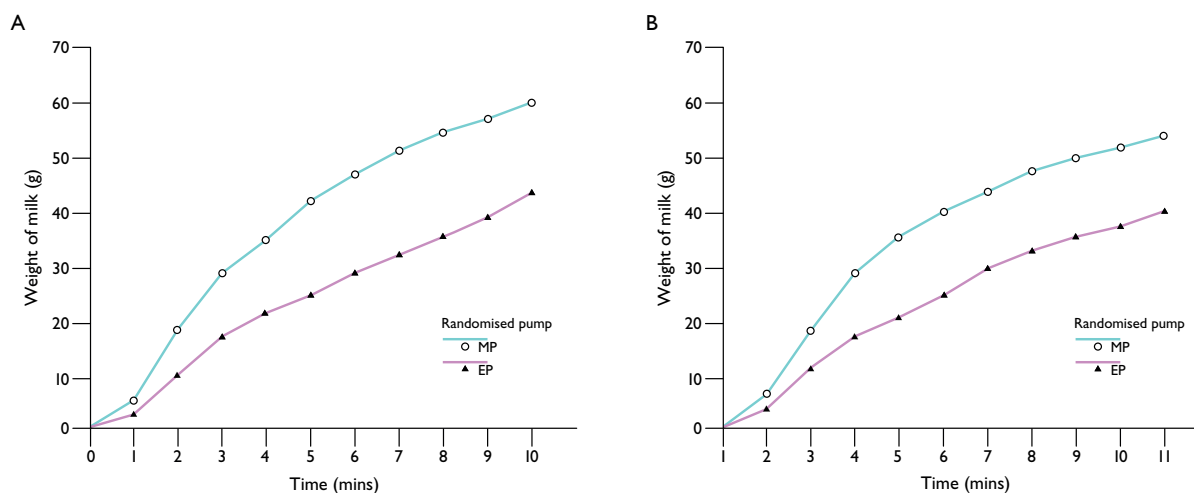 A
70
60
50
40
30
20
10
0
Weight of milk (g)
Randomised pump
MP
EP
0 1 2 3 4 5 6 7 8 9 10
Time (mins)
B
70
60
50
40
30
20
10
0
Weight of milk (g)
Randomised pump
MP
EP
1 2 3 4 5 6 7 8 9 10 11
Time (mins)